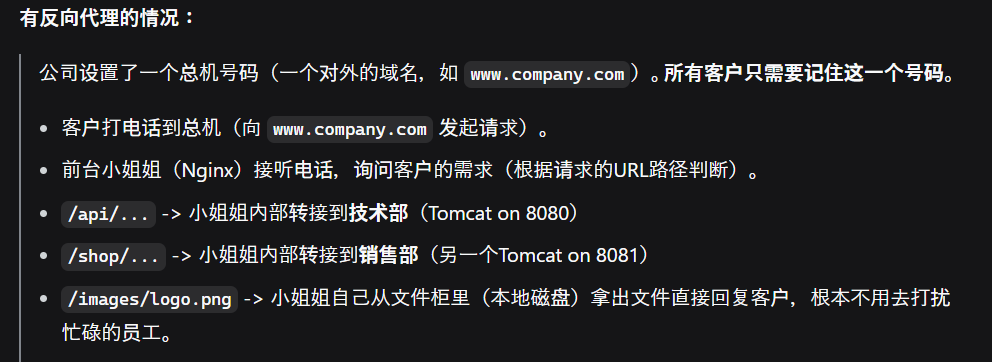 有反向代理的情况：
公司设置了一个总机号码（一个对外的域名，如 www.company.com）。所有客户只需要记住这一个号码。
客户打电话到总机（向 www.company.com 发起请求）。
前台小姐姐（Nginx）接听电话，询问客户的需求（根据请求的URL路径判断）。
/api/... -> 小姐姐内部转接到技术部（Tomcat on 8080）
/shop/... -> 小姐姐内部转接到销售部（另一个Tomcat on 8081）
/images/logo.png -> 小姐姐自己从文件柜里（本地磁盘）拿出文件直接回复客户，根本不用去打扰
忙碌的员工。